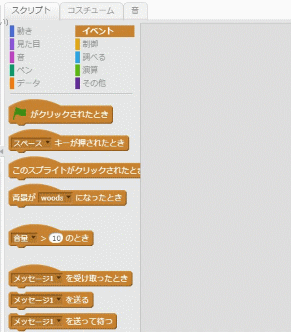 スクリプト コスチューム 音
動き イベント
見た目 制御
音 調べる
ペン 演算
データ その他
がクリックされたとき
スペース キーが押されたとき
このスプライトがクリックされたとき
背景が woods になったとき
音量 > 10 のとき
メッセージ1 を受け取ったとき
メッセージ1 を送る
メッセージ1 を送って待つ